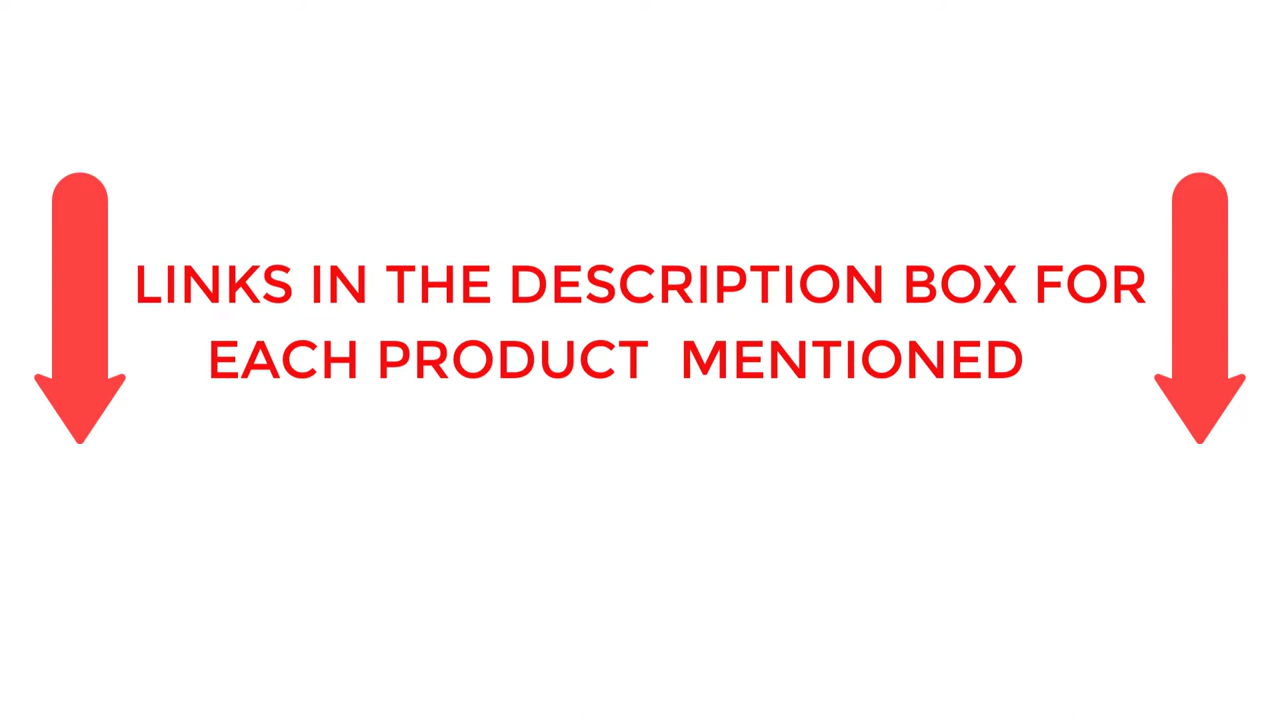 LINKS IN THE DESCRIPTION BOX FOR
EACH PRODUCT  MENTIONED